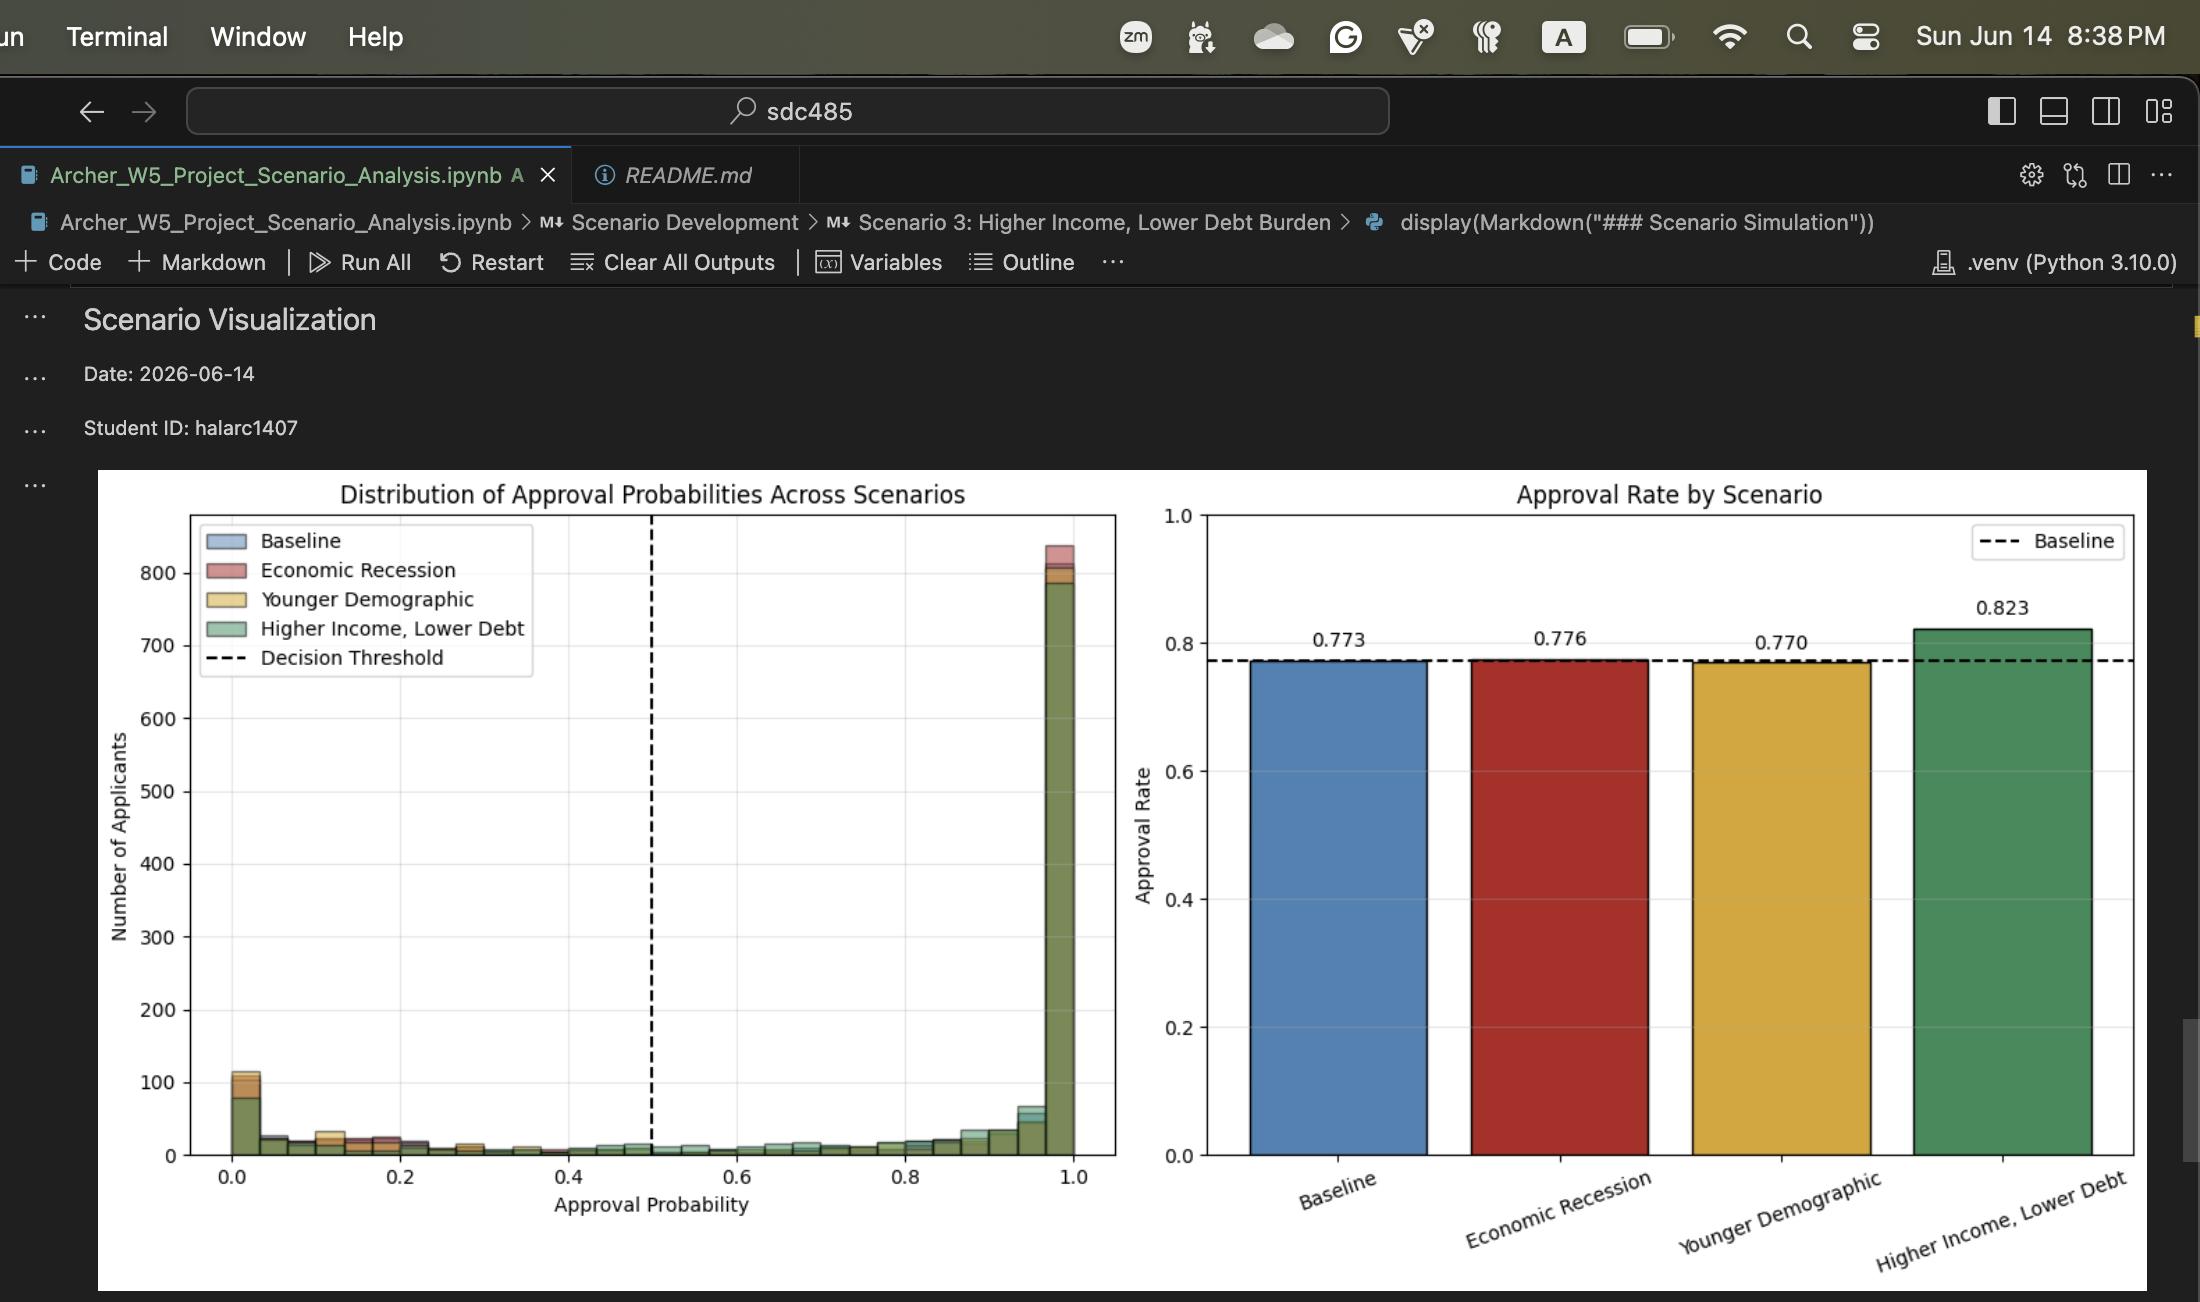 un Terminal Window Help zm A Sun Jun 14 8:38 PM
sdc485
Archer_W5_Project_Scenario_Analysis.ipynb A README.md
Archer_W5_Project_Scenario_Analysis.ipynb > M↓ Scenario Development > M↓ Scenario 3: Higher Income, Lower Debt Burden > display(Markdown("### Scenario Simulation"))
+ Code + Markdown | Run All Restart Clear All Outputs | (x) Variables Outline ... .venv (Python 3.10.0)
Scenario Visualization
Date: 2026-06-14
Student ID: halarc1407
Distribution of Approval Probabilities Across Scenarios
Baseline
Economic Recession
Younger Demographic
Higher Income, Lower Debt
Decision Threshold
800
700
600
500
400
300
200
100
0
Number of Applicants
0.0 0.2 0.4 0.6 0.8 1.0
Approval Probability
Approval Rate by Scenario
Baseline
1.0
0.8
0.6
0.4
0.2
0.0
Approval Rate
0.773 0.776 0.770 0.823
Baseline
Economic Recession
Younger Demographic
Higher Income, Lower Debt